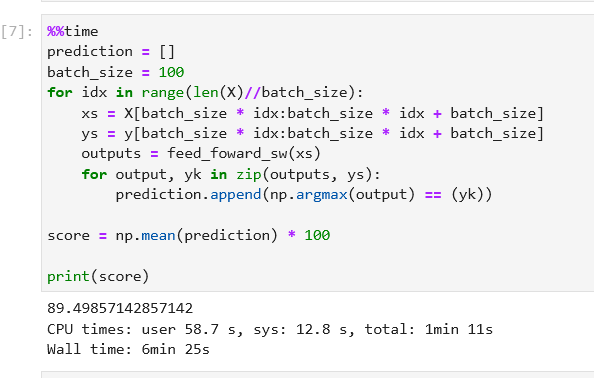 [7]: %%time
prediction = []
batch_size = 100
for idx in range(len(X)//batch_size):
    xs = X[batch_size * idx:batch_size * idx + batch_size]
    ys = y[batch_size * idx:batch_size * idx + batch_size]
    outputs = feed_foward_sw(xs)
    for output, yk in zip(outputs, ys):
        prediction.append(np.argmax(output) == (yk))
score = np.mean(prediction) * 100
print(score)
89.49857142857142
CPU times: user 58.7 s, sys: 12.8 s, total: 1min 11s
Wall time: 6min 25s